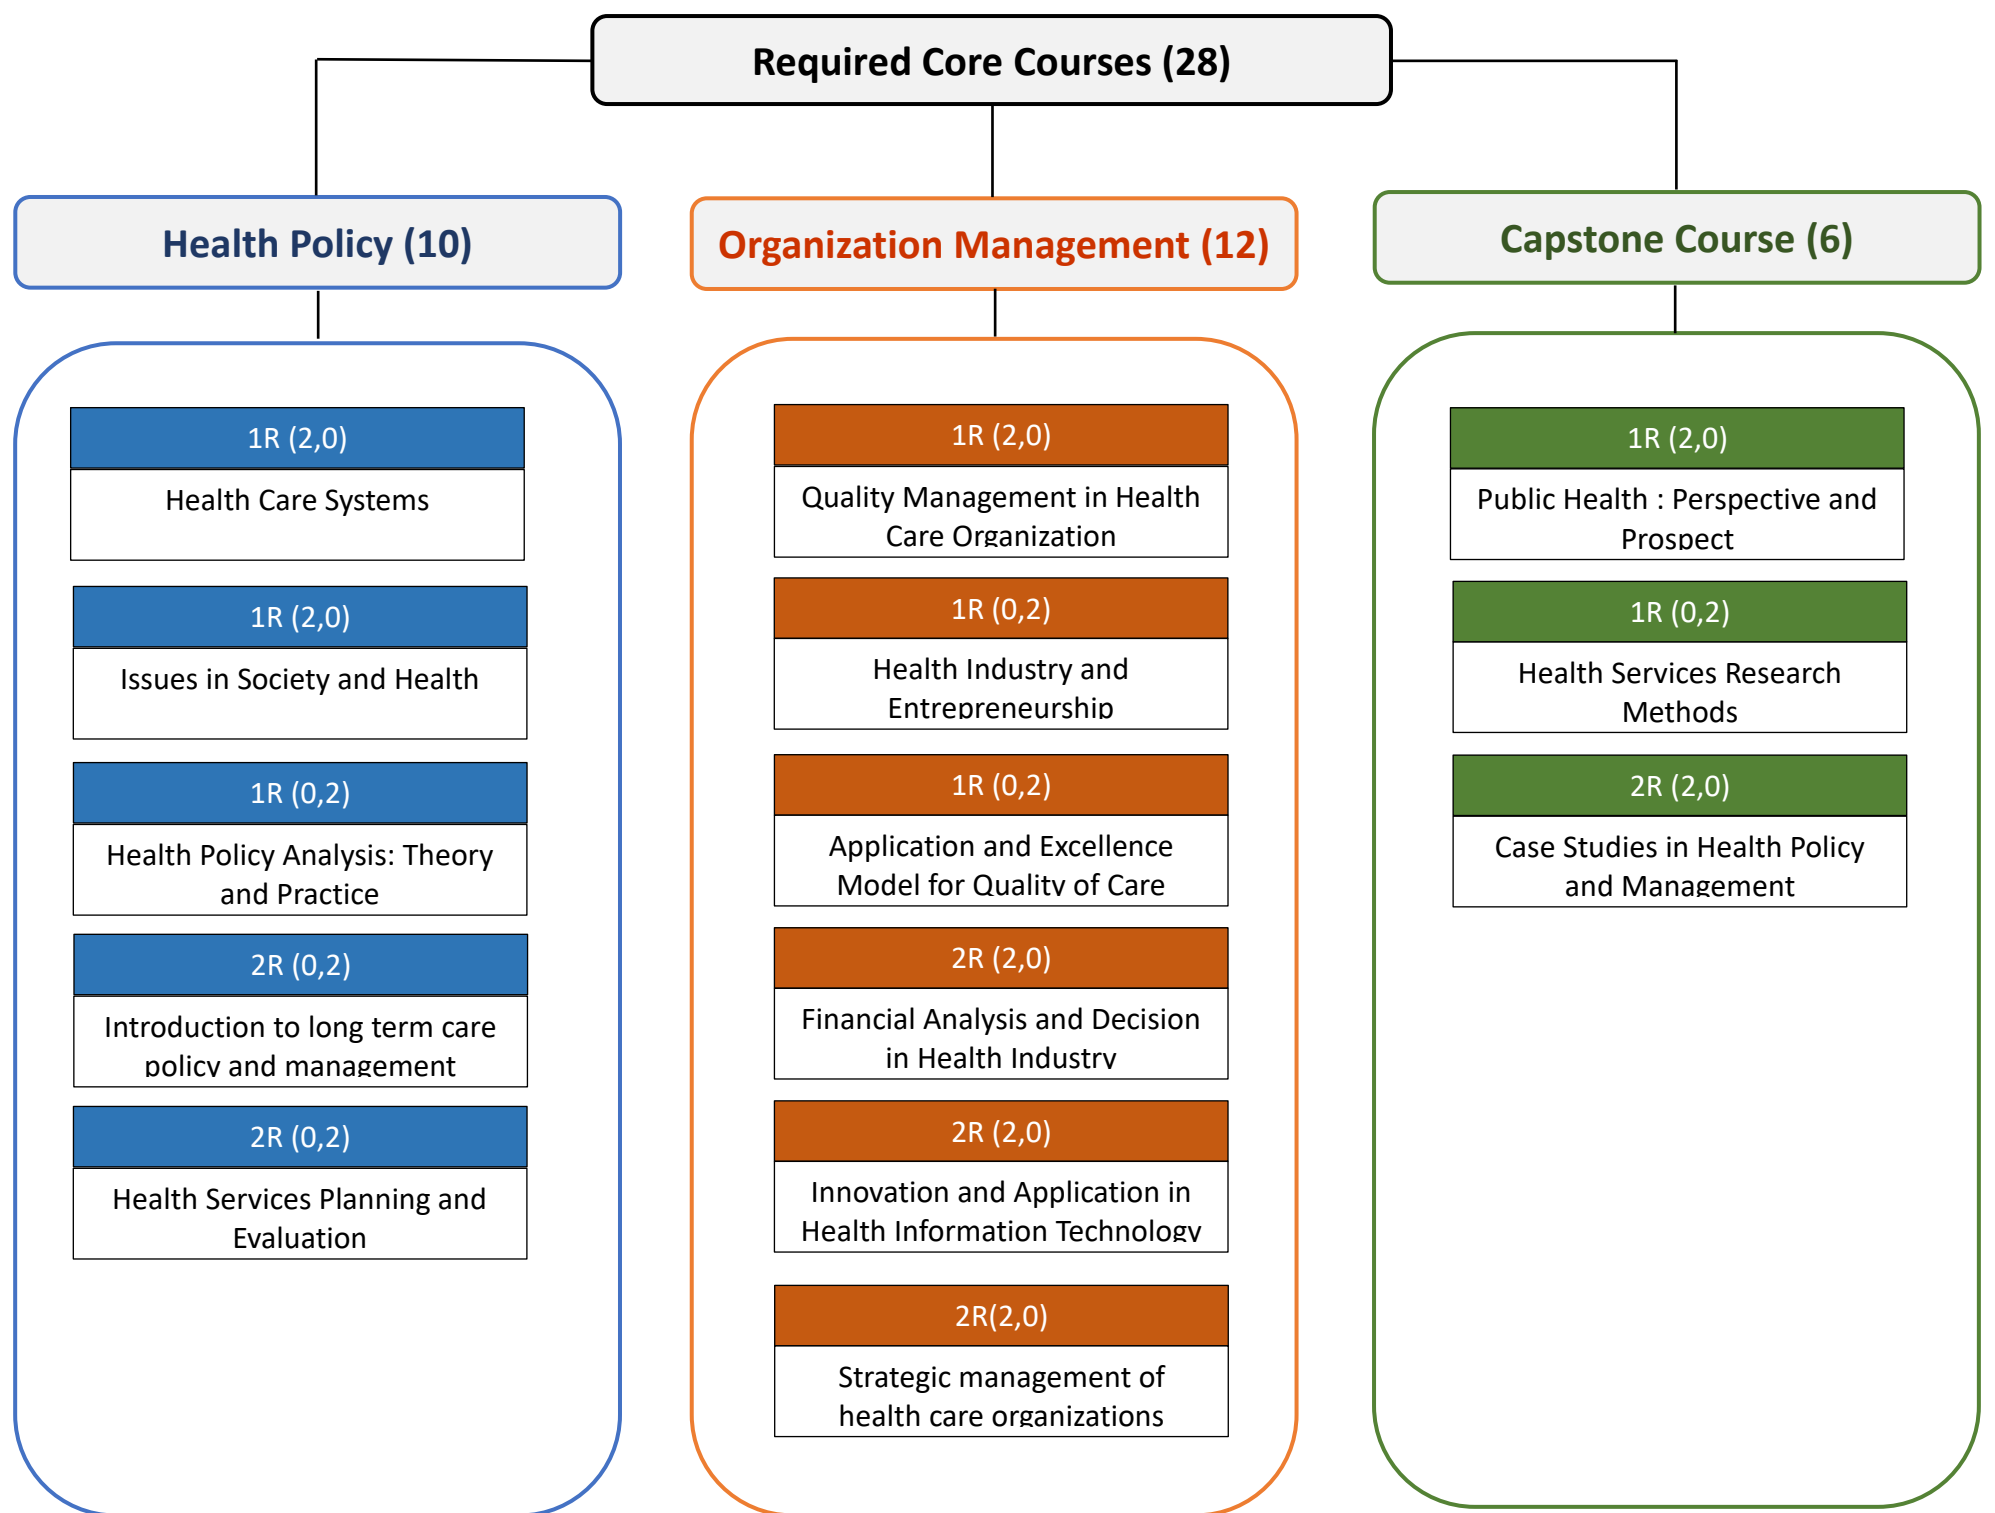 Required Core Courses (28)
Health Policy (10)
1R (2,0)
Health Care Systems
1R (2,0)
Issues in Society and Health
1R (0,2)
Health Policy Analysis: Theory
and Practice
2R (0,2)
Introduction to long term care
policy and management
2R (0,2)
Health Services Planning and
Evaluation
Organization Management (12)
1R (2,0)
Quality Management in Health
Care Organization
1R (0,2)
Health Industry and
Entrepreneurship
1R (0,2)
Application and Excellence
Model for Quality of Care
2R (2,0)
Financial Analysis and Decision
in Health Industry
2R (2,0)
Innovation and Application in
Health Information Technology
2R(2,0)
Strategic management of
health care organizations
Capstone Course (6)
1R (2,0)
Public Health : Perspective and
Prospect
1R (0,2)
Health Services Research
Methods
2R (2,0)
Case Studies in Health Policy
and Management